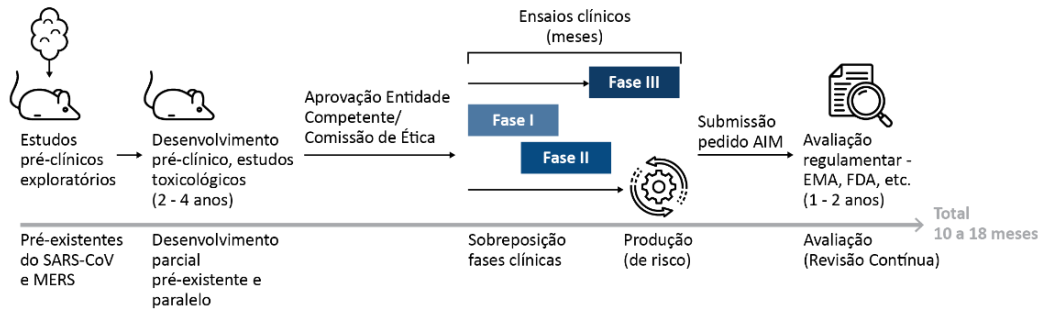 Ensaios clínicos
(meses)
Fase III
Fase I
Fase II
Estudos
pré-clínicos
exploratórios
Desenvolvimento
pré-clínico, estudos
toxicológicos
(2 - 4 anos)
Aprovação Entidade
Competente/
Comissão de Ética
Submissão
pedido AIM
Avaliação
regulamentar -
EMA, FDA, etc.
(1 - 2 anos)
Total
10 a 18 meses
Pré-existentes
do SARS-CoV
e MERS
Desenvolvimento
parcial
pré-existente e
paralelo
Sobreposição
fases clínicas
Produção
(de risco)
Avaliação
(Revisão Contínua)